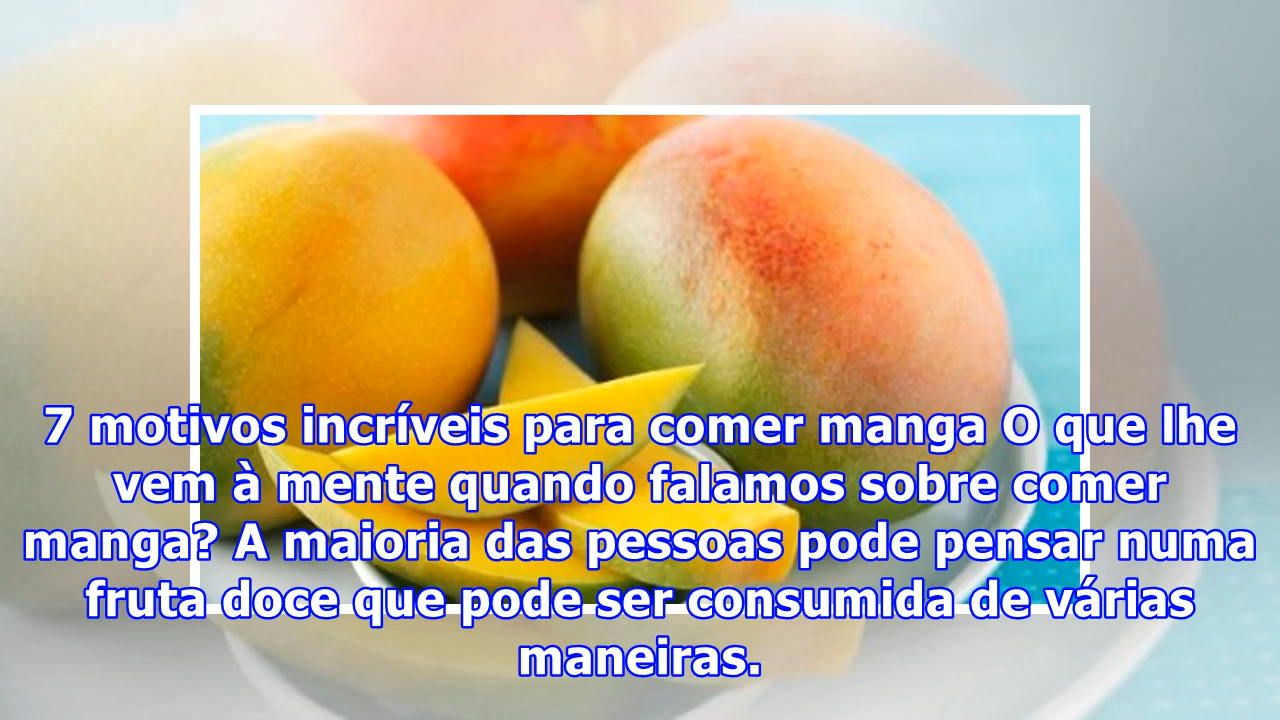 7 motivos incríveis para comer manga O que lhe
vem à mente quando falamos sobre comer
manga? A maioria das pessoas pode pensar numa
fruta doce que pode ser consumida de várias
maneiras.